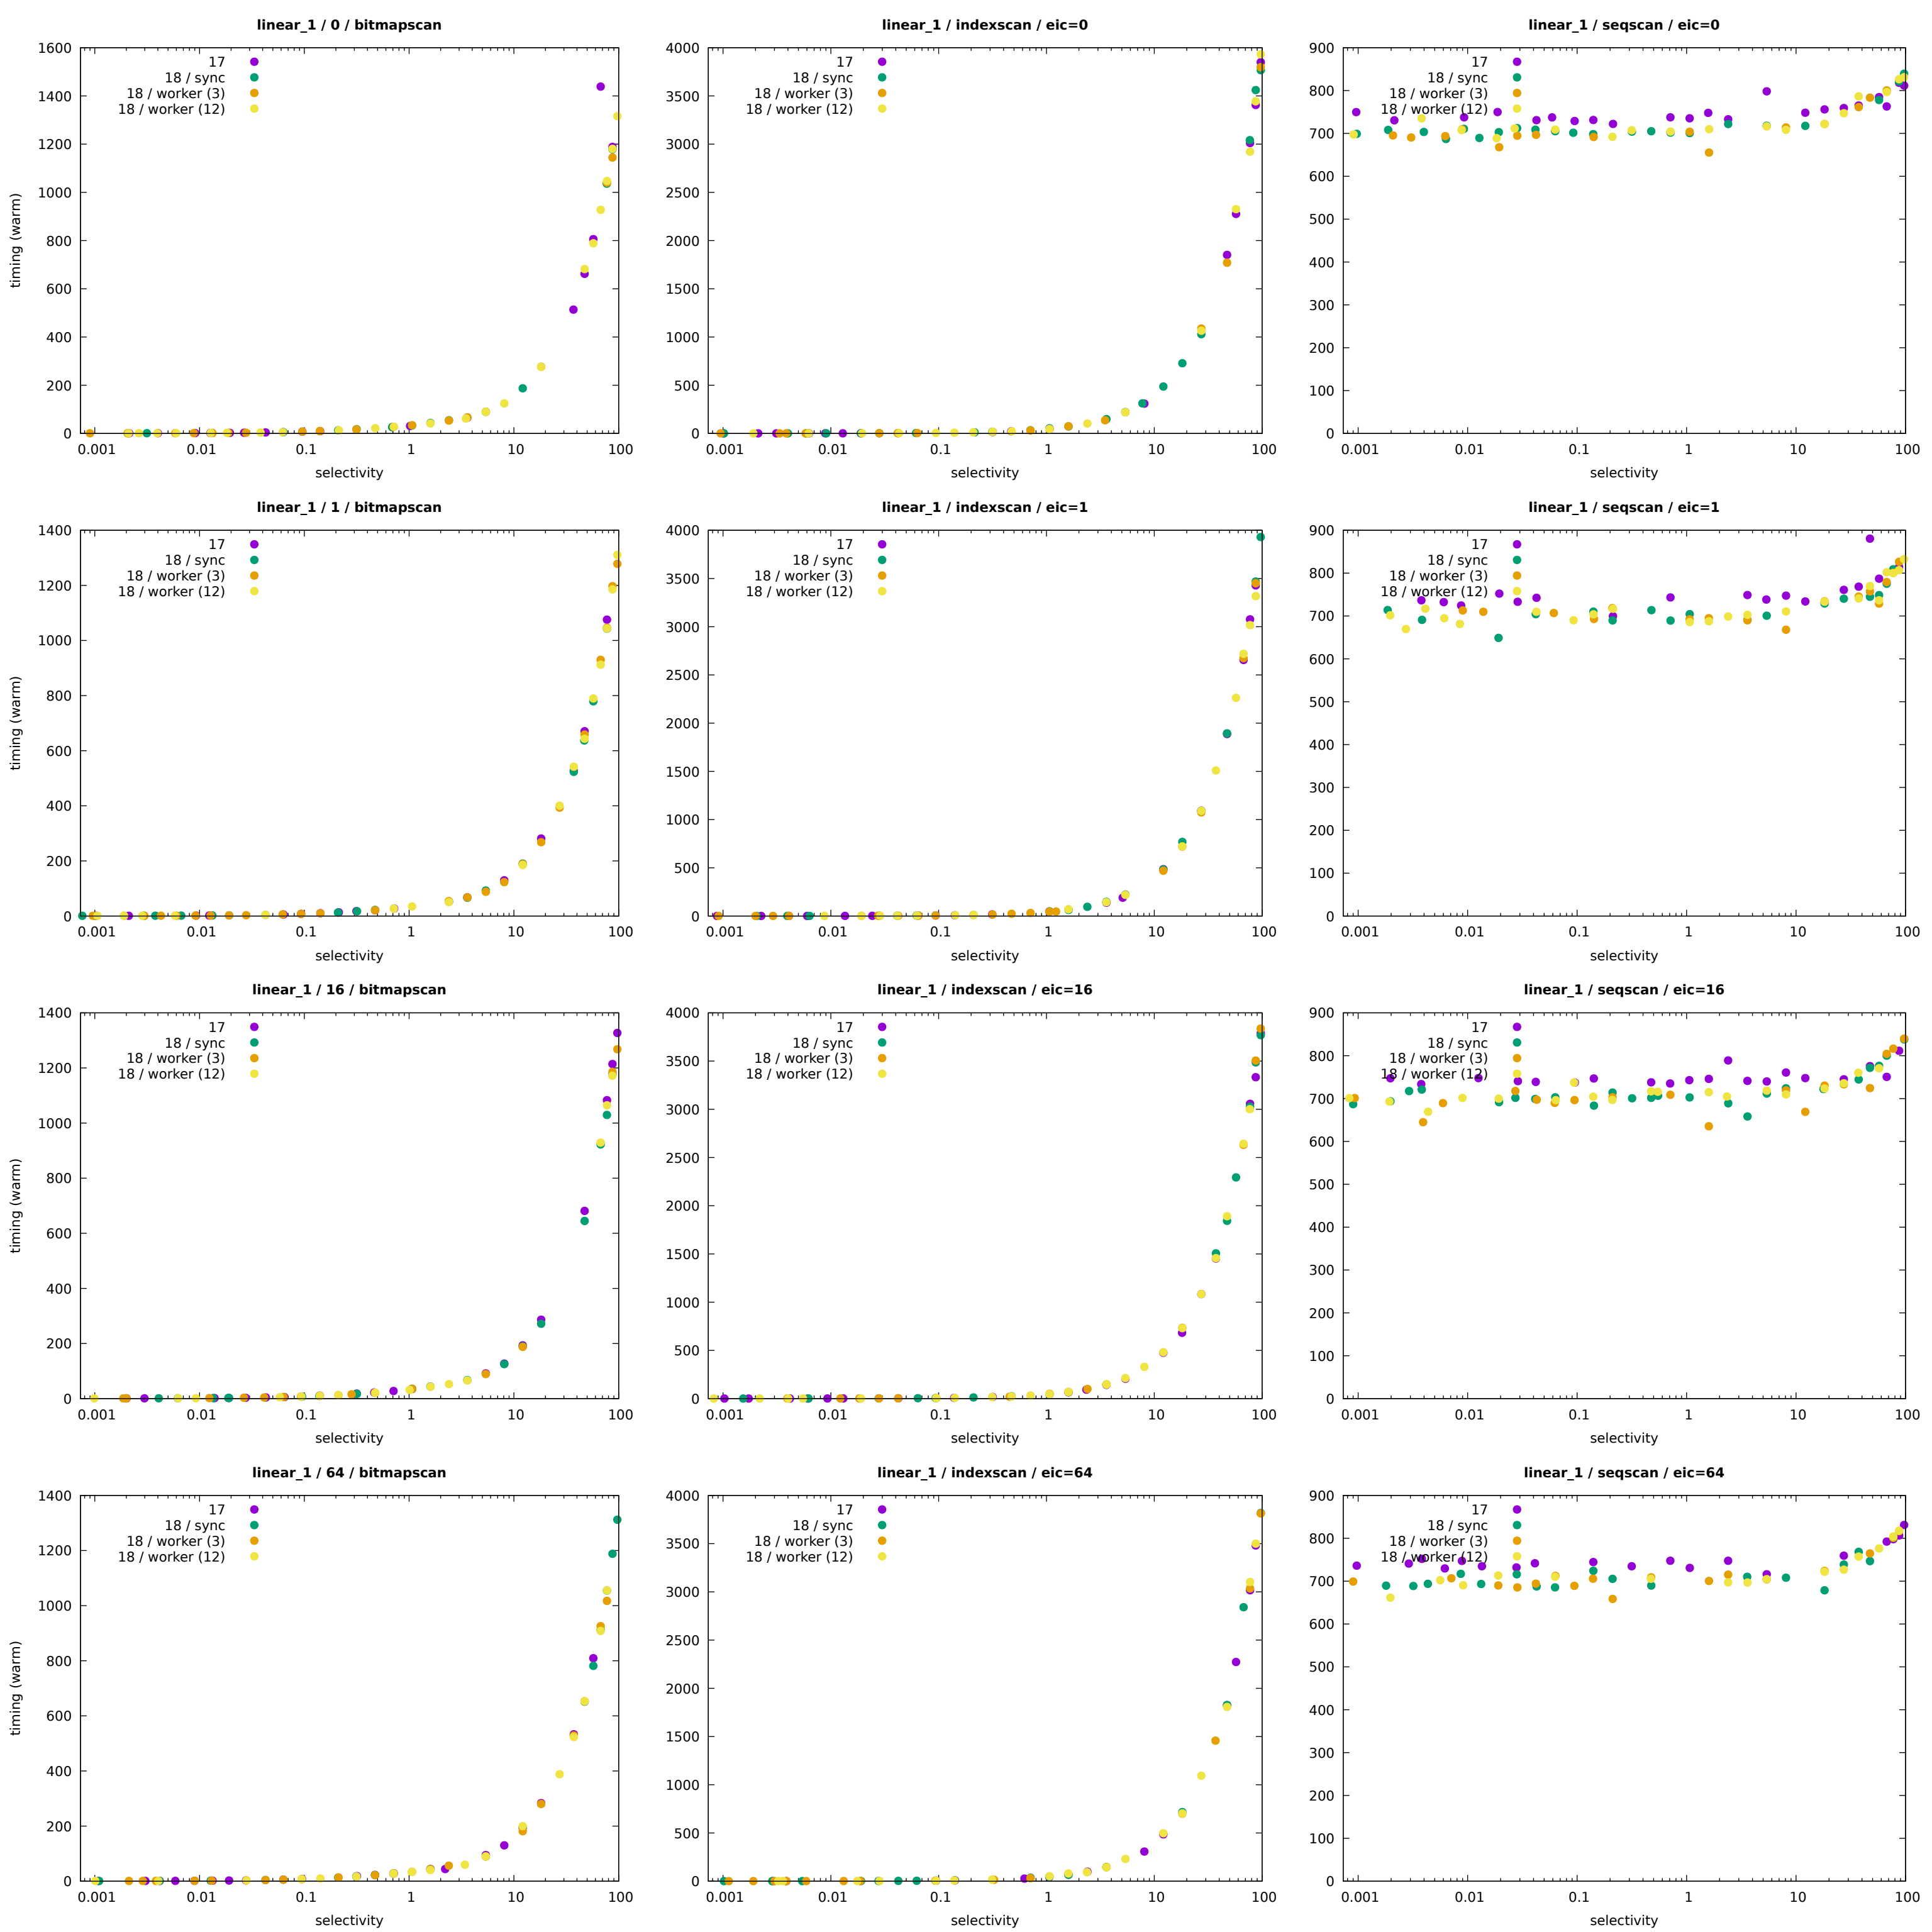 linear_1 / 0 / bitmapscan
1600
1400
1200
1000
800
600
400
200
0
timing (warm)
17
18 / sync
18 / worker (3)
18 / worker (12)
0.001 0.01 0.1 1 10 100
selectivity
linear_1 / indexscan / eic=0
4000
3500
3000
2500
2000
1500
1000
500
0
17
18 / sync
18 / worker (3)
18 / worker (12)
0.001 0.01 0.1 1 10 100
selectivity
linear_1 / seqscan / eic=0
900
800
700
600
500
400
300
200
100
0
17
18 / sync
18 / worker (3)
18 / worker (12)
0.001 0.01 0.1 1 10 100
selectivity
linear_1 / 1 / bitmapscan
1400
1200
1000
800
600
400
200
0
timing (warm)
17
18 / sync
18 / worker (3)
18 / worker (12)
0.001 0.01 0.1 1 10 100
selectivity
linear_1 / indexscan / eic=1
4000
3500
3000
2500
2000
1500
1000
500
0
17
18 / sync
18 / worker (3)
18 / worker (12)
0.001 0.01 0.1 1 10 100
selectivity
linear_1 / seqscan / eic=1
900
800
700
600
500
400
300
200
100
0
17
18 / sync
18 / worker (3)
18 / worker (12)
0.001 0.01 0.1 1 10 100
selectivity
linear_1 / 16 / bitmapscan
1400
1200
1000
800
600
400
200
0
timing (warm)
17
18 / sync
18 / worker (3)
18 / worker (12)
0.001 0.01 0.1 1 10 100
selectivity
linear_1 / indexscan / eic=16
4000
3500
3000
2500
2000
1500
1000
500
0
17
18 / sync
18 / worker (3)
18 / worker (12)
0.001 0.01 0.1 1 10 100
selectivity
linear_1 / seqscan / eic=16
900
800
700
600
500
400
300
200
100
0
17
18 / sync
18 / worker (3)
18 / worker (12)
0.001 0.01 0.1 1 10 100
selectivity
linear_1 / 64 / bitmapscan
1400
1200
1000
800
600
400
200
0
timing (warm)
17
18 / sync
18 / worker (3)
18 / worker (12)
0.001 0.01 0.1 1 10 100
selectivity
linear_1 / indexscan / eic=64
4000
3500
3000
2500
2000
1500
1000
500
0
17
18 / sync
18 / worker (3)
18 / worker (12)
0.001 0.01 0.1 1 10 100
selectivity
linear_1 / seqscan / eic=64
900
800
700
600
500
400
300
200
100
0
17
18 / sync
18 / worker (3)
18 / worker (12)
0.001 0.01 0.1 1 10 100
selectivity